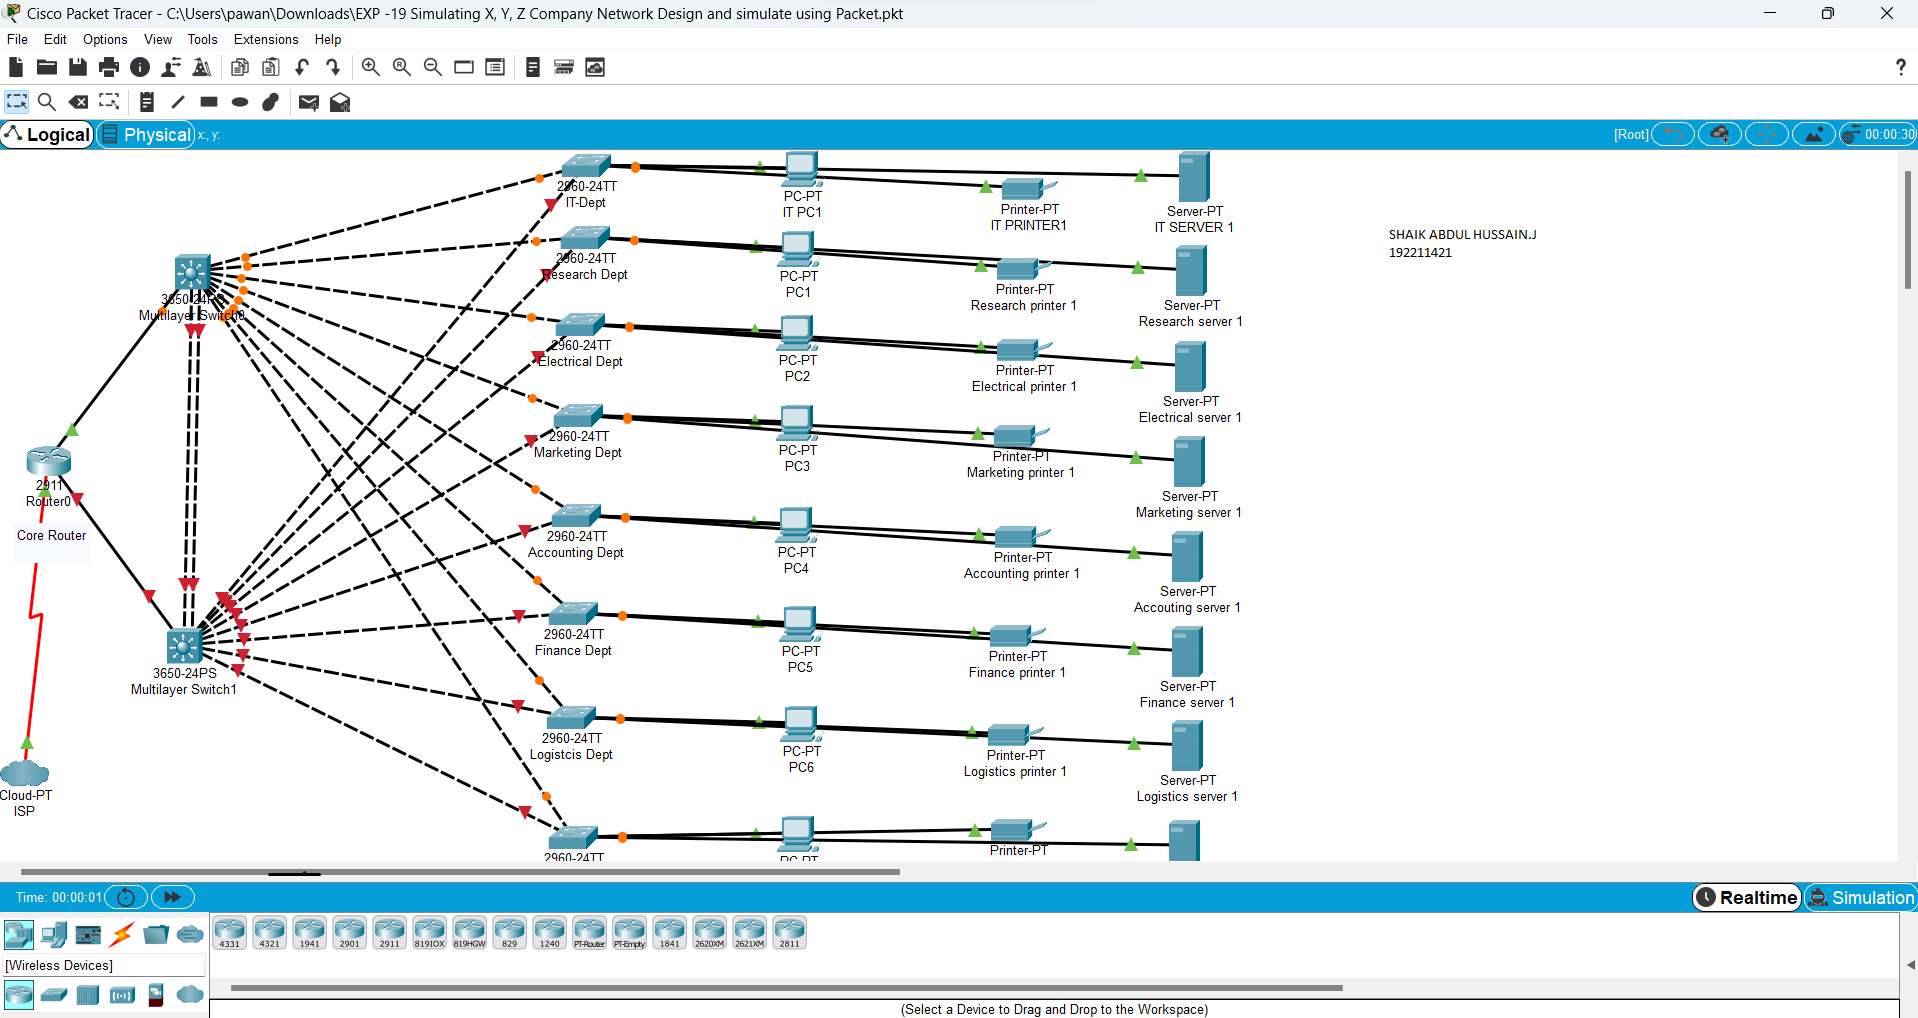 Cisco Packet Tracer - C:\Users\pawan\Downloads\EXP -19 Simulating X, Y, Z Company Network Design and simulate using Packet.pkt
File Edit Options View Tools Extensions Help
Logical Physical x:, y: [Root] 00:00:30
2960-24TT
IT-Dept
PC-PT
IT PC1
Printer-PT
IT PRINTER1
Server-PT
IT SERVER 1
SHAIK ABDUL HUSSAIN.J
192211421
2960-24TT
Research Dept
PC-PT
PC1
Printer-PT
Research printer 1
Server-PT
Research server 1
3650-24PS
Multilayer Switch0
2960-24TT
Electrical Dept
PC-PT
PC2
Printer-PT
Electrical printer 1
Server-PT
Electrical server 1
2960-24TT
Marketing Dept
PC-PT
PC3
Printer-PT
Marketing printer 1
Server-PT
Marketing server 1
2911
Router0
Core Router
2960-24TT
Accounting Dept
PC-PT
PC4
Printer-PT
Accounting printer 1
Server-PT
Accouting server 1
2960-24TT
Finance Dept
PC-PT
PC5
Printer-PT
Finance printer 1
Server-PT
Finance server 1
3650-24PS
Multilayer Switch1
2960-24TT
Logistcis Dept
PC-PT
PC6
Printer-PT
Logistics printer 1
Server-PT
Logistics server 1
Cloud-PT
ISP
2960-24TT
PC-PT
Printer-PT
Time: 00:00:01 Realtime Simulation
4331 4321 1941 2901 2911 819IOX 819HGW 829 1240 PT-Router PT-Empty 1841 2620XM 2621XM 2811
[Wireless Devices]
(Select a Device to Drag and Drop to the Workspace)